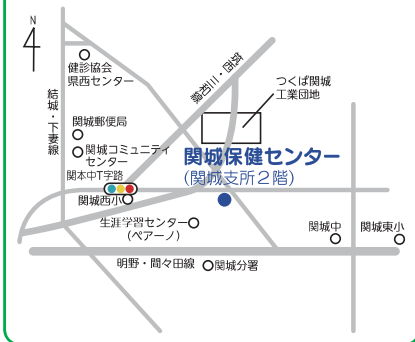 N
健診協会
県西センター
結城・下妻線
筑西・三和線
つくば関城
工業団地
関城郵便局
関城コミュニティ
センター
関城保健センター
(関城支所２階)
関本中T字路
関城西小
生涯学習センター
(ペアーノ)
関城中
関城東小
明野・間々田線
関城分署